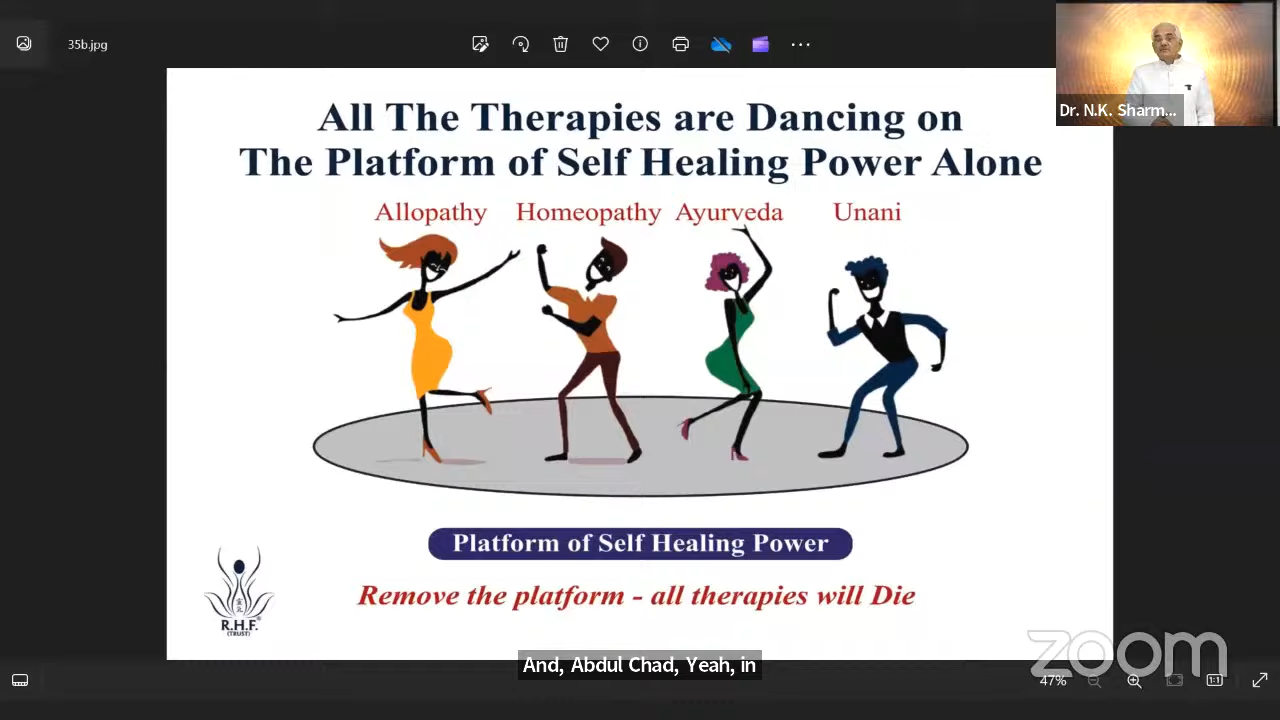 35b.jpg
Dr. N.K. Sharm...
All The Therapies are Dancing on
The Platform of Self Healing Power Alone
Allopathy Homeopathy Ayurveda Unani
Platform of Self Healing Power
Remove the platform - all therapies will Die
R.H.F.®
(TRUST)
And, Abdul Chad, Yeah, in
zoom
47%
1:1